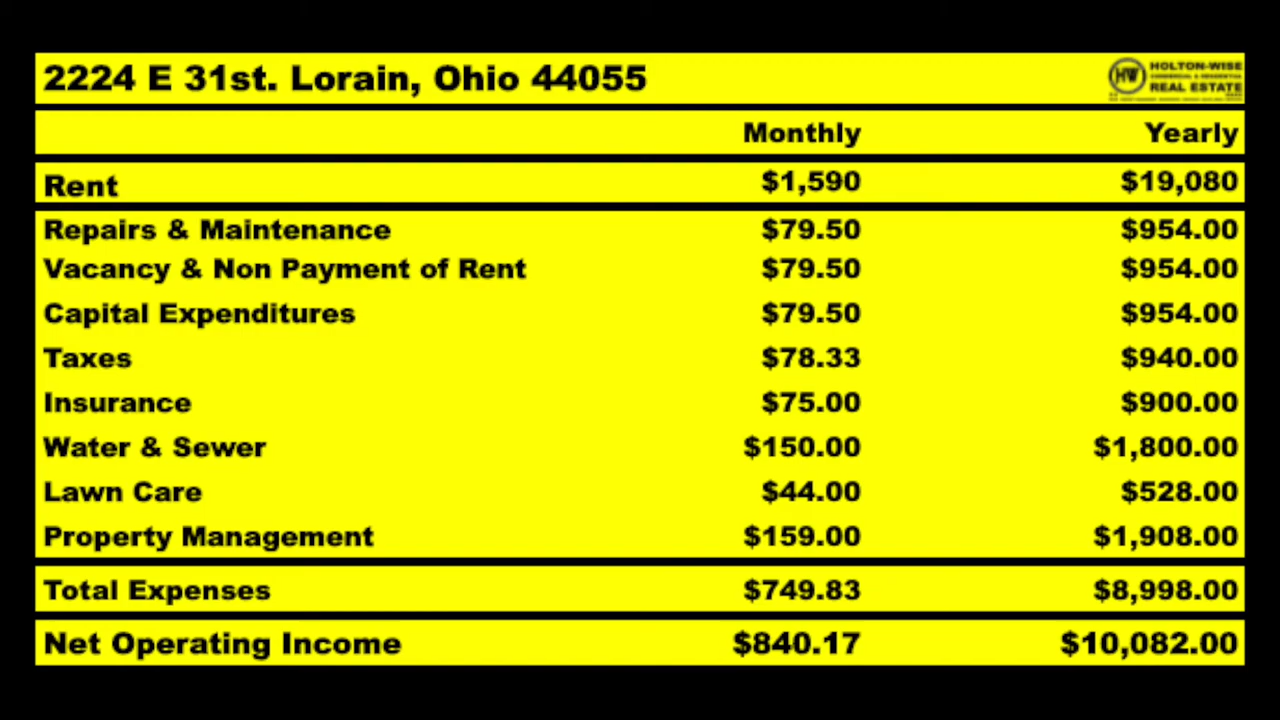 2224 E 31st. Lorain, Ohio 44055
HOLTON-WISE
COMMERCIAL & RESIDENTIAL
REAL ESTATE
HW
Monthly Yearly
Rent $1,590 $19,080
Repairs & Maintenance $79.50 $954.00
Vacancy & Non Payment of Rent $79.50 $954.00
Capital Expenditures $79.50 $954.00
Taxes $78.33 $940.00
Insurance $75.00 $900.00
Water & Sewer $150.00 $1,800.00
Lawn Care $44.00 $528.00
Property Management $159.00 $1,908.00
Total Expenses $749.83 $8,998.00
Net Operating Income $840.17 $10,082.00